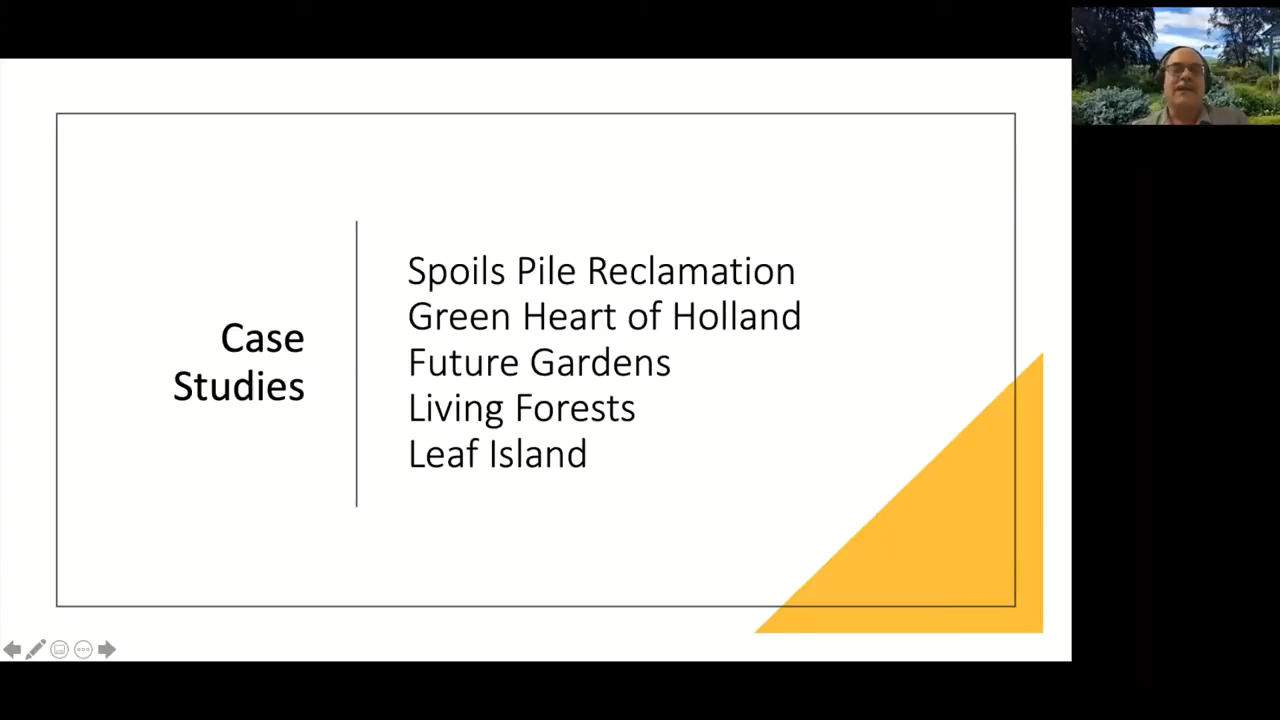 Case
Studies
Spoils Pile Reclamation
Green Heart of Holland
Future Gardens
Living Forests
Leaf Island